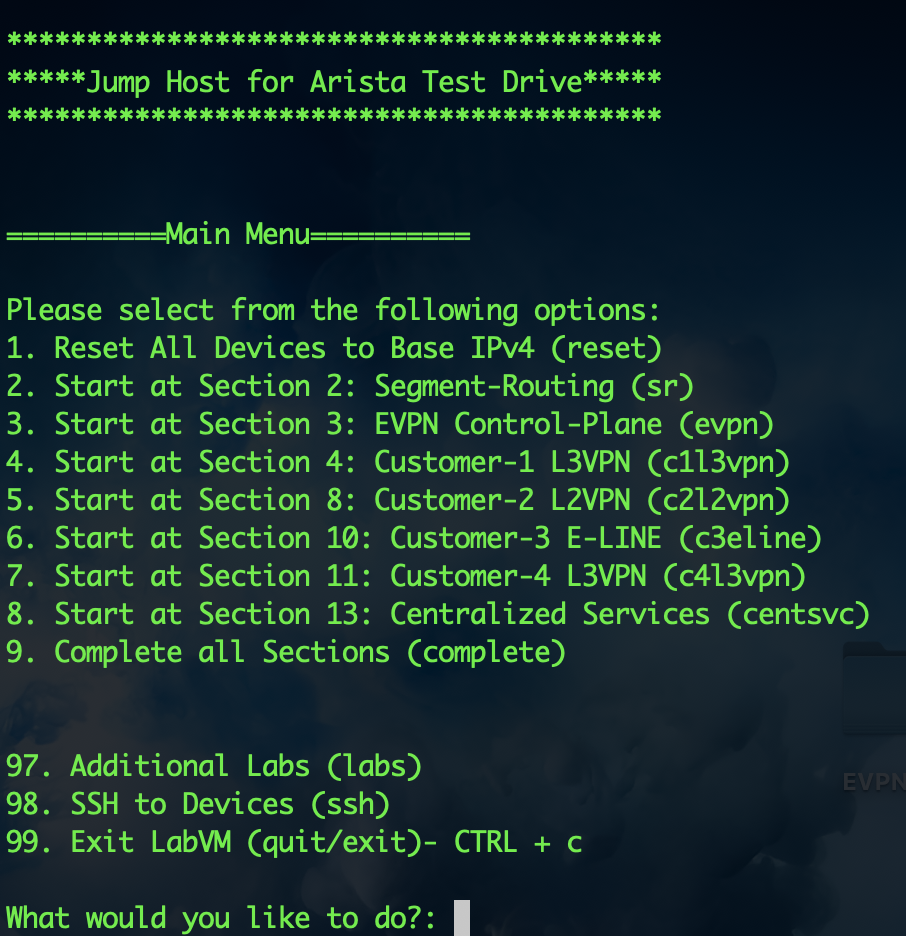 *****************************************
*****Jump Host for Arista Test Drive*****
*****************************************
==========Main Menu==========
Please select from the following options:
1. Reset All Devices to Base IPv4 (reset)
2. Start at Section 2: Segment-Routing (sr)
3. Start at Section 3: EVPN Control-Plane (evpn)
4. Start at Section 4: Customer-1 L3VPN (c1l3vpn)
5. Start at Section 8: Customer-2 L2VPN (c2l2vpn)
6. Start at Section 10: Customer-3 E-LINE (c3eline)
7. Start at Section 11: Customer-4 L3VPN (c4l3vpn)
8. Start at Section 13: Centralized Services (centsvc)
9. Complete all Sections (complete)
97. Additional Labs (labs)
EVPN
98. SSH to Devices (ssh)
99. Exit LabVM (quit/exit)- CTRL + c
What would you like to do?: